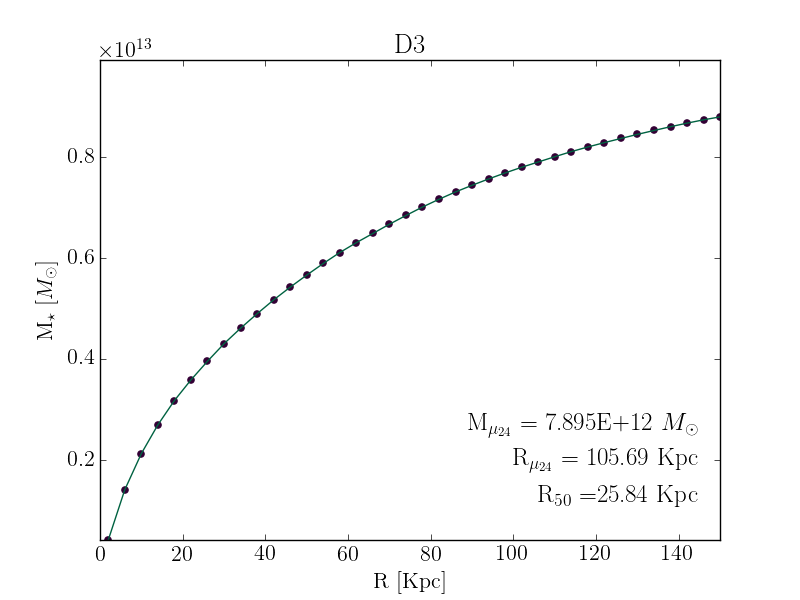 D3
×10¹³
0.8
0.6
0.4
0.2
M⋆ [M⊙]
M_μ₂₄ = 7.895E+12 M⊙
R_μ₂₄ = 105.69 Kpc
R₅₀ =25.84 Kpc
0 20 40 60 80 100 120 140
R [Kpc]